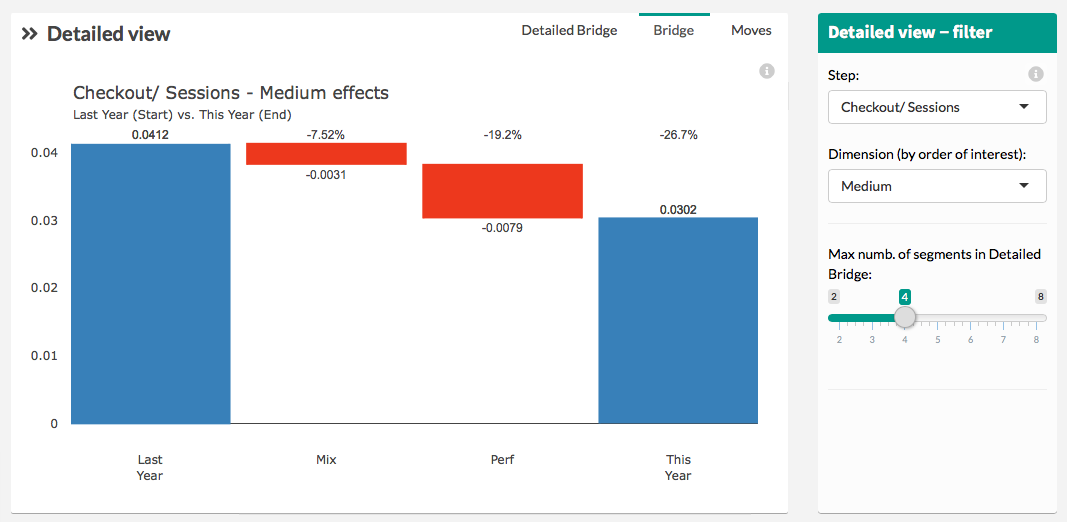 Detailed view
Detailed Bridge
Bridge
Moves
Checkout/ Sessions - Medium effects
Last Year (Start) vs. This Year (End)
0.0412
-7.52%
-19.2%
-26.7%
0.04
-0.0031
0.03
-0.0079
0.0302
0.02
0.01
0
Last
Year
Mix
Perf
This
Year
Detailed view – filter
Step:
Checkout/ Sessions
Dimension (by order of interest):
Medium
Max numb. of segments in Detailed
Bridge:
2 4 8
2 3 4 5 6 7 8